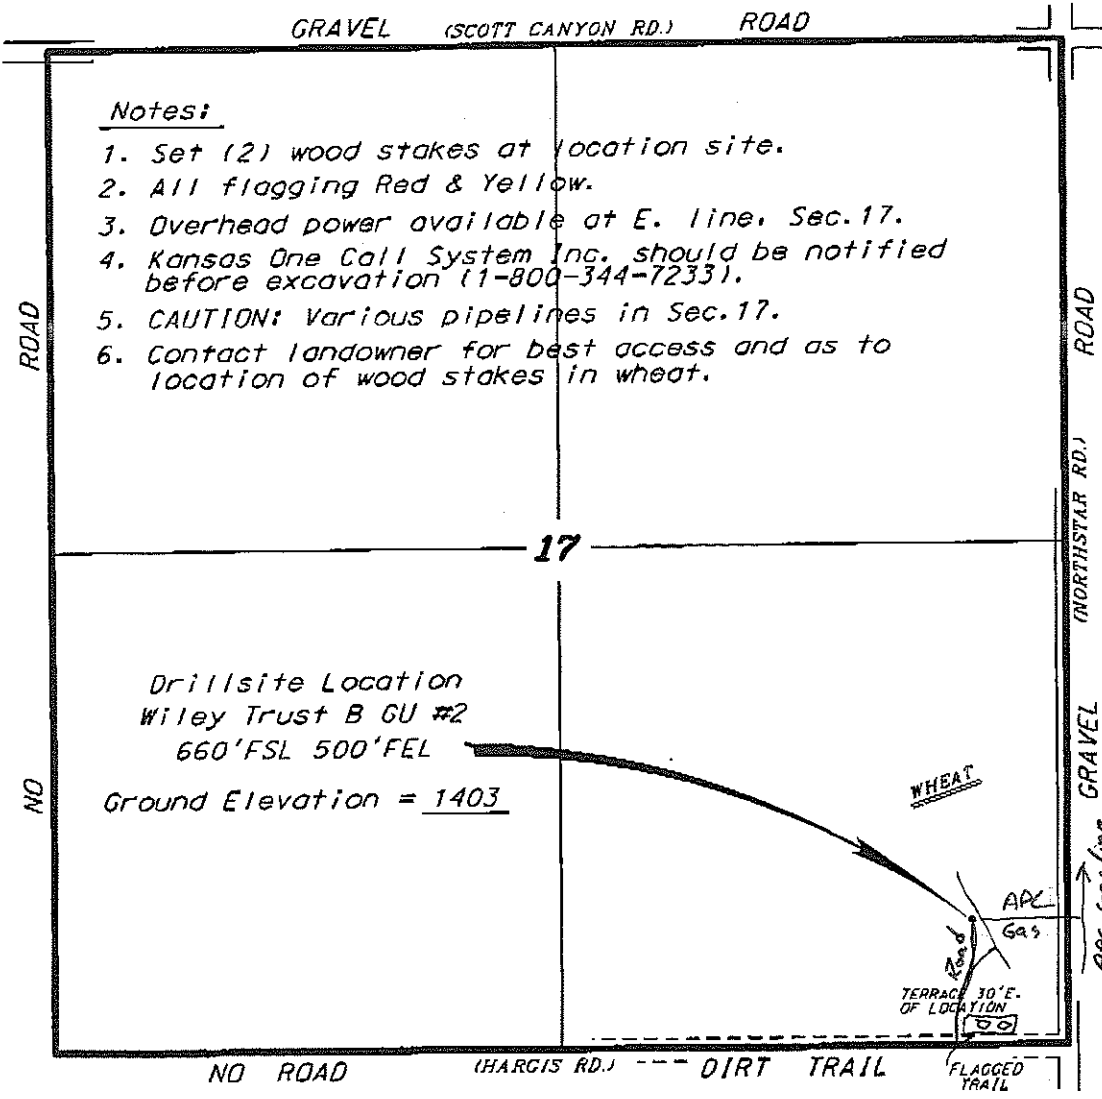 GRAVEL (SCOTT CANYON RD.) ROAD
Notes:
1. Set (2) wood stakes at location site.
2. All flagging Red & Yellow.
3. Overhead power available at E. line. Sec.17.
4. Kansas One Call System Inc. should be notified
before excavation (1-800-344-7233).
5. CAUTION: Various pipelines in Sec.17.
6. Contact landowner for best access and as to
location of wood stakes in wheat.
NO ROAD
17
Drillsite Location
Wiley Trust B GU #2
660'FSL 500'FEL
Ground Elevation = 1403
WHEAT
APC
Gas
Road
TERRACE 30'E.
OF LOCATION
GRAVEL (NORTHSTAR RD.) ROAD
APC Gas line
NO ROAD (HARGIS RD.) DIRT TRAIL
FLAGGED
TRAIL